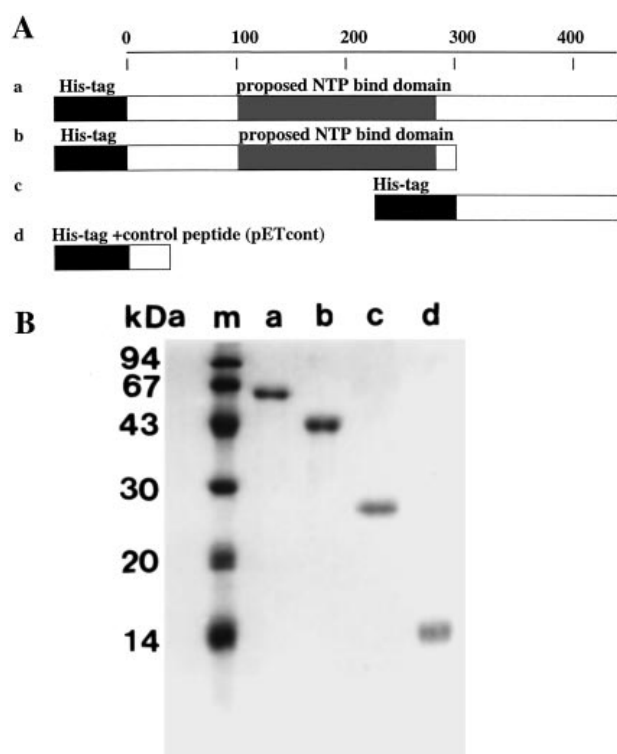 A
0 100 200 300 400
a His-tag proposed NTP bind domain
b His-tag proposed NTP bind domain
c His-tag
d His-tag +control peptide (pETcont)
B kDa m a b c d
94
67
43
30
20
14